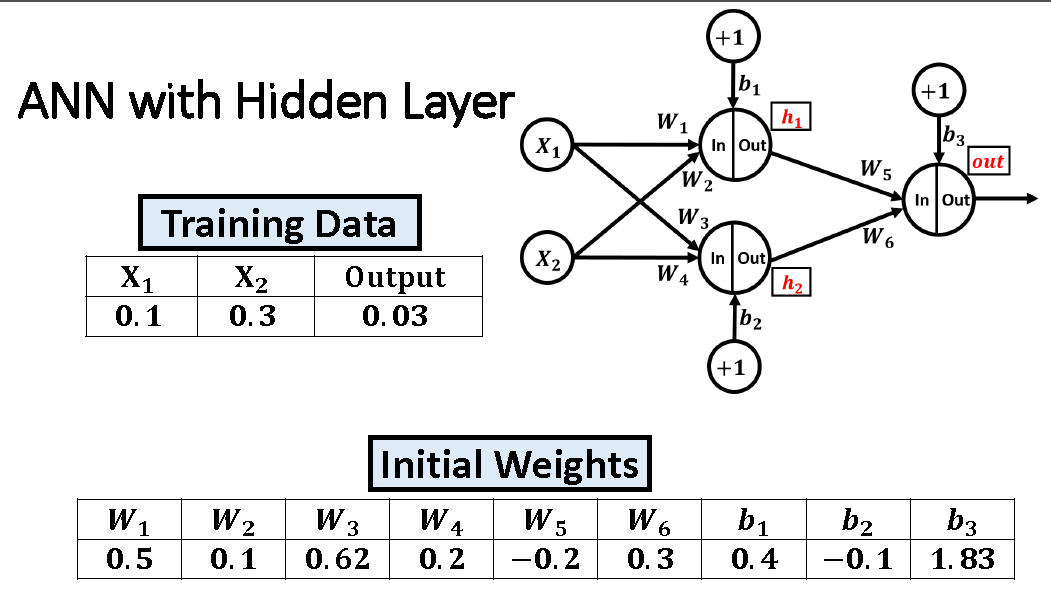 ANN with Hidden Layer
Training Data
X₁ X₂ Output
0.1 0.3 0.03
+1
b₁
h₁
X₁
W₁
In Out
W₂
+1
b₃
out
W₅
In Out
W₃
W₆
X₂
In Out
W₄
h₂
b₂
+1
Initial Weights
W₁ W₂ W₃ W₄ W₅ W₆ b₁ b₂ b₃
0.5 0.1 0.62 0.2 −0.2 0.3 0.4 −0.1 1.83